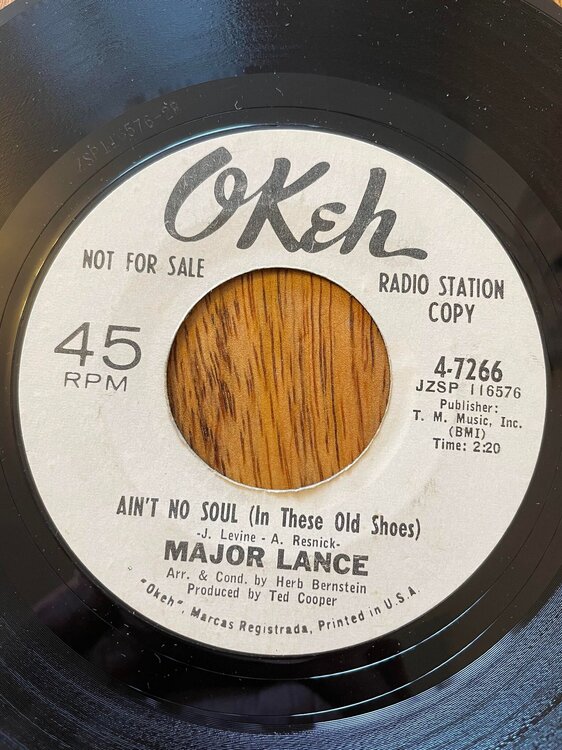 OKeh
NOT FOR SALE
RADIO STATION
COPY
45
RPM
4-7266
JZSP 116576
Publisher:
T. M. Music, Inc.
(BMI)
Time: 2:20
AIN'T NO SOUL (In These Old Shoes)
-J. Levine - A. Resnick-
MAJOR LANCE
Arr. & Cond. by Herb Bernstein
Produced by Ted Cooper
"Okeh", Marcas Registrada, Printed in U.S.A.